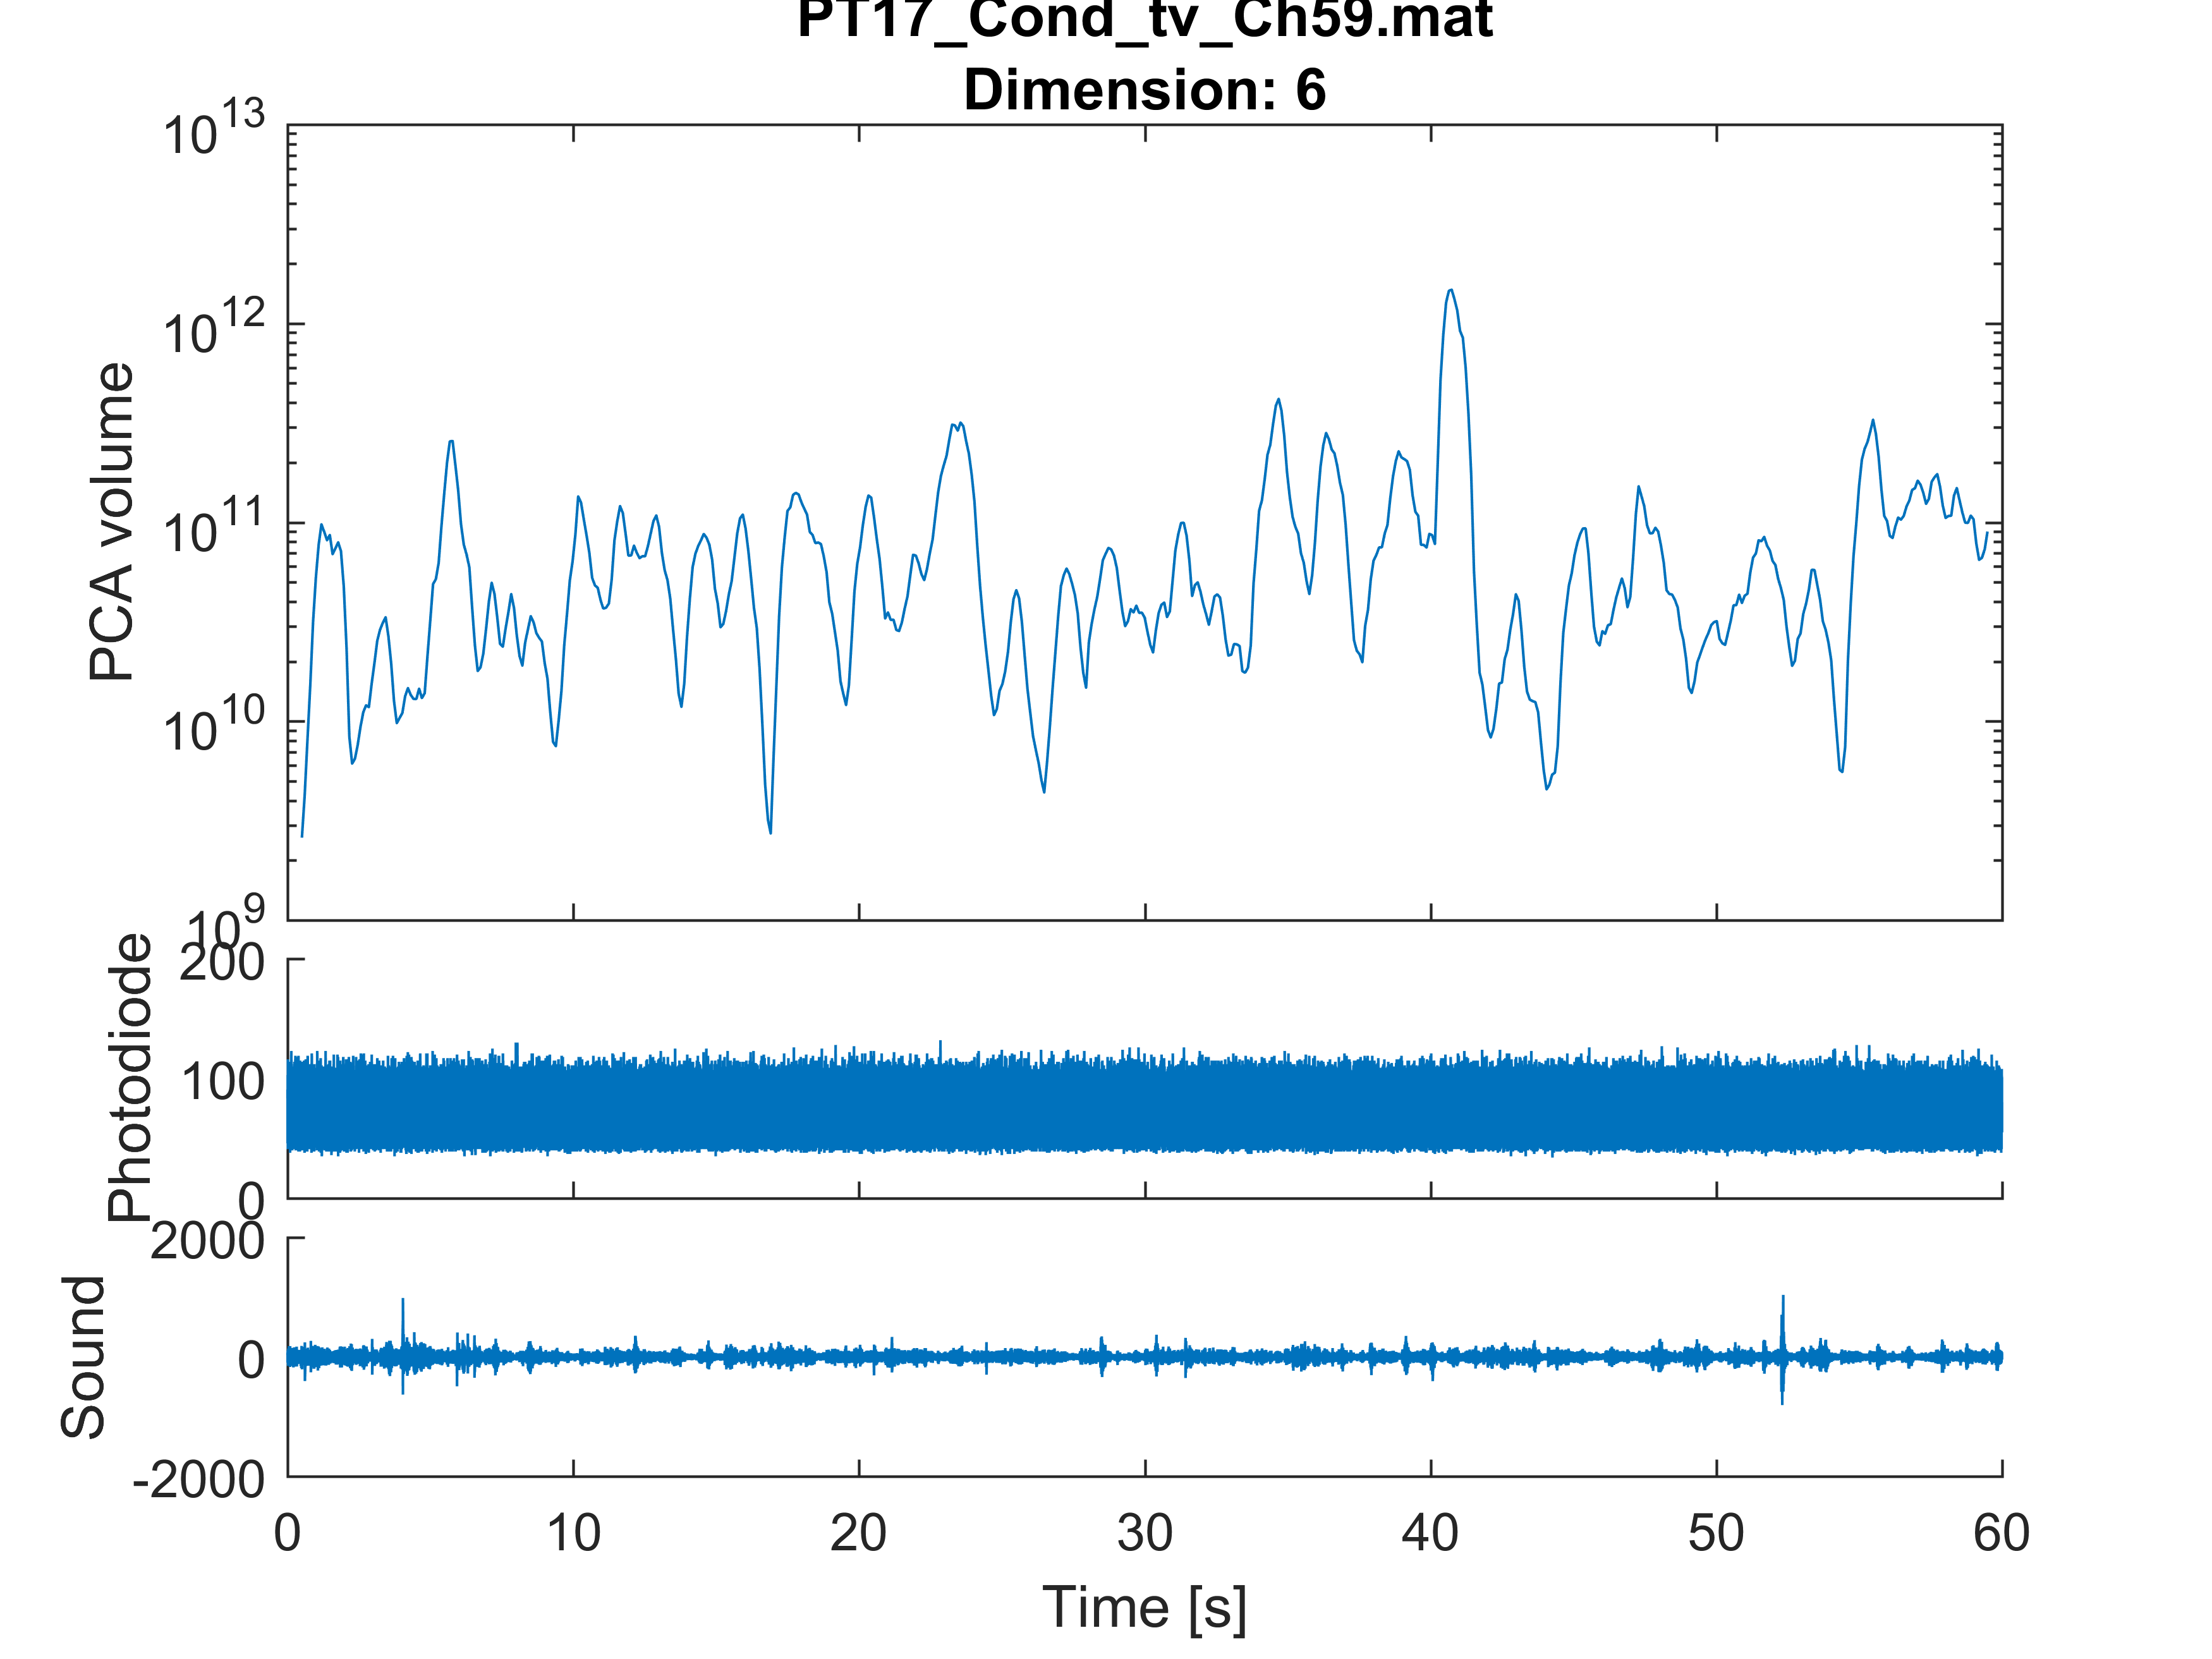 PT17_Cond_tv_Ch59.mat
Dimension: 6
10^13
10^12
10^11
10^10
10^9
PCA volume
200
100
0
Photodiode
2000
0
-2000
Sound
0 10 20 30 40 50 60
Time [s]